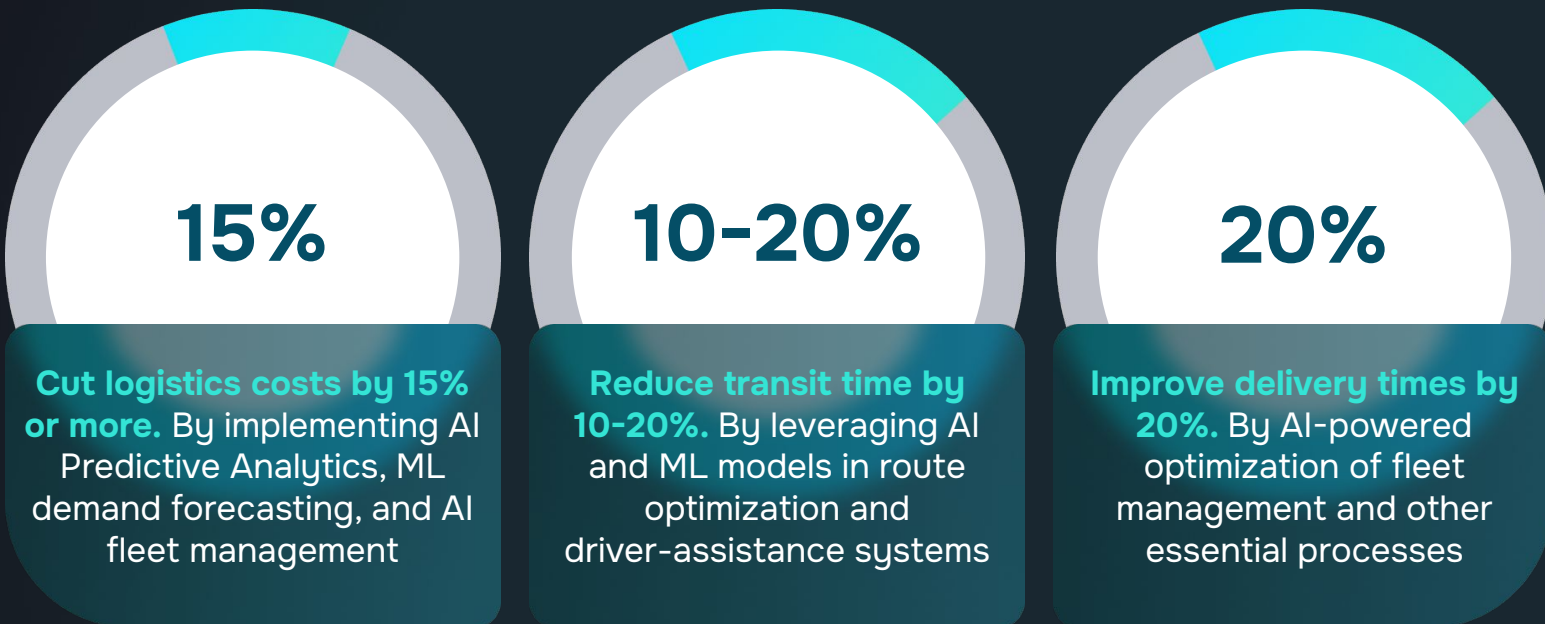 15%
Cut logistics costs by 15%
or more. By implementing AI
Predictive Analytics, ML
demand forecasting, and AI
fleet management
10-20%
Reduce transit time by
10-20%. By leveraging AI
and ML models in route
optimization and
driver-assistance systems
20%
Improve delivery times by
20%. By AI-powered
optimization of fleet
management and other
essential processes